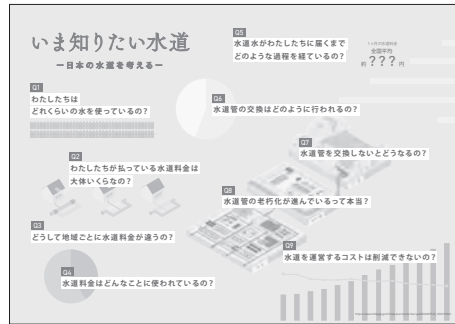 いま知りたい水道
ー日本の水道を考えるー
Q1
わたしたちは
どれくらいの水を使っているの?
Q2
わたしたちが払っている水道料金は
大体いくらなの?
Q3
どうして地域ごとに水道料金が違うの?
Q4
水道料金はどんなことに使われているの?
Q5
水道水がわたしたちに届くまで
どのような過程を経ているの?
全国平均
約???円
Q6
水道管の交換はどのように行われるの?
Q7
水道管を交換しないとどうなるの?
Q8
水道管の老朽化が進んでいるって本当?
Q9
水道を運営するコストは削減できないの?